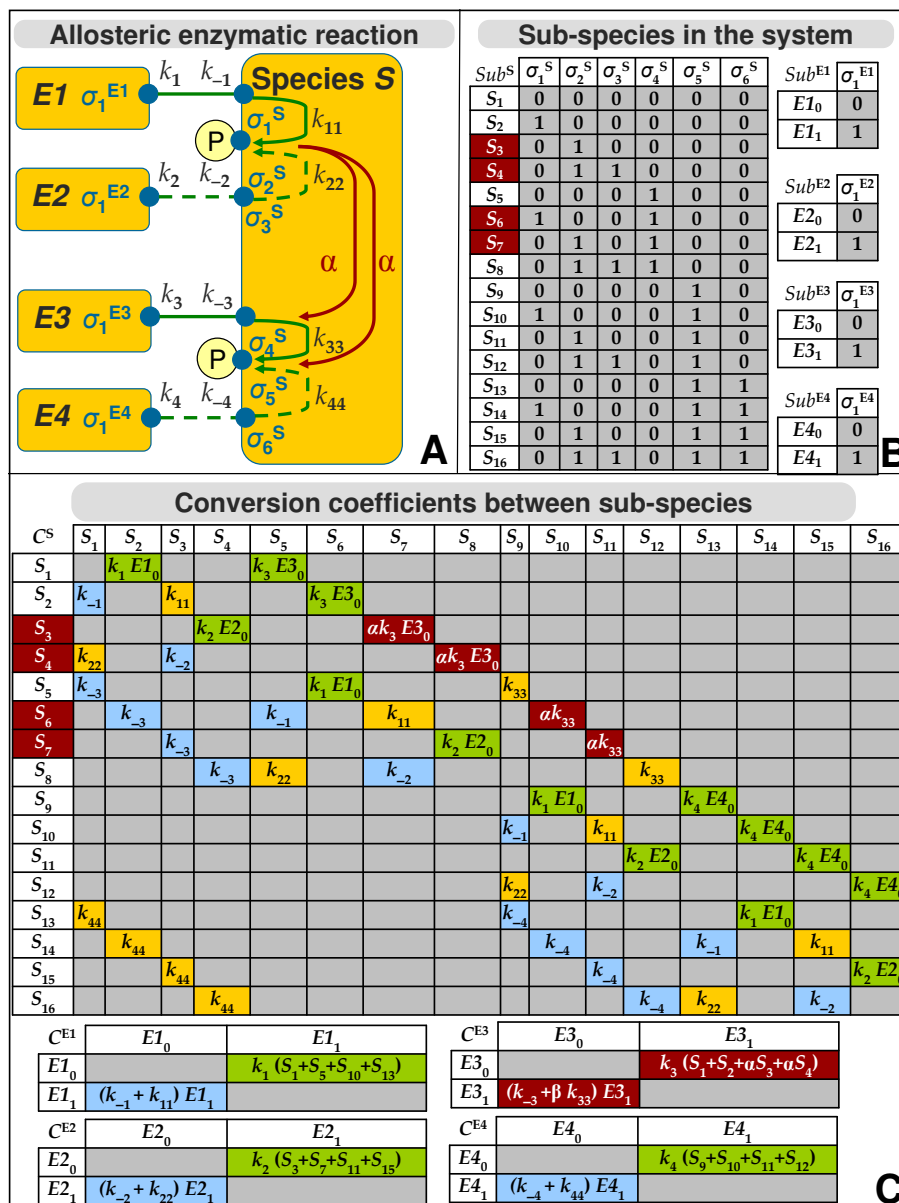 Allosteric enzymatic reaction
k₁ k₋₁ Species S
E1 σ₁ᴱ¹
σ₁ˢ k₁₁
P
k₂ k₋₂ σ₂ˢ k₂₂
E2 σ₁ᴱ²
σ₃ˢ
α α
k₃ k₋₃
E3 σ₁ᴱ³
σ₄ˢ k₃₃
P
k₄ k₋₄ σ₅ˢ k₄₄
E4 σ₁ᴱ⁴
σ₆ˢ
A
Sub-species in the system
Subˢ σ₁ˢ σ₂ˢ σ₃ˢ σ₄ˢ σ₅ˢ σ₆ˢ
S₁ 0 0 0 0 0 0
S₂ 1 0 0 0 0 0
S₃ 0 1 0 0 0 0
S₄ 0 1 1 0 0 0
S₅ 0 0 0 1 0 0
S₆ 1 0 0 1 0 0
S₇ 0 1 0 1 0 0
S₈ 0 1 1 1 0 0
S₉ 0 0 0 0 1 0
S₁₀ 1 0 0 0 1 0
S₁₁ 0 1 0 0 1 0
S₁₂ 0 1 1 0 1 0
S₁₃ 0 0 0 0 1 1
S₁₄ 1 0 0 0 1 1
S₁₅ 0 1 0 0 1 1
S₁₆ 0 1 1 0 1 1
Subᴱ¹ σ₁ᴱ¹
E1₀ 0
E1₁ 1
Subᴱ² σ₁ᴱ²
E2₀ 0
E2₁ 1
Subᴱ³ σ₁ᴱ³
E3₀ 0
E3₁ 1
Subᴱ⁴ σ₁ᴱ⁴
E4₀ 0
E4₁ 1
B
Conversion coefficients between sub-species
Cˢ S₁ S₂ S₃ S₄ S₅ S₆ S₇ S₈ S₉ S₁₀ S₁₁ S₁₂ S₁₃ S₁₄ S₁₅ S₁₆
S₁ k₁ E1₀ k₃ E3₀
S₂ k₋₁ k₁₁ k₃ E3₀
S₃ k₂ E2₀ αk₃ E3₀
S₄ k₂₂ k₋₂ αk₃ E3₀
S₅ k₋₃ k₁ E1₀ k₃₃
S₆ k₋₃ k₋₁ k₁₁ αk₃₃
S₇ k₋₃ k₂ E2₀ αk₃₃
S₈ k₋₃ k₂₂ k₋₂ k₃₃
S₉ k₁ E1₀ k₄ E4₀
S₁₀ k₋₁ k₁₁ k₄ E4₀
S₁₁ k₂ E2₀ k₄ E4₀
S₁₂ k₂₂ k₋₂ k₄ E4₀
S₁₃ k₄₄ k₋₄ k₁ E1₀
S₁₄ k₄₄ k₋₄ k₋₁ k₁₁
S₁₅ k₄₄ k₋₄ k₂ E2₀
S₁₆ k₄₄ k₋₄ k₂₂ k₋₂
Cᴱ¹ E1₀ E1₁
E1₀ k₁ (S₁+S₅+S₁₀+S₁₃)
E1₁ (k₋₁ + k₁₁) E1₁
Cᴱ² E2₀ E2₁
E2₀ k₂ (S₃+S₇+S₁₁+S₁₅)
E2₁ (k₋₂ + k₂₂) E2₁
Cᴱ³ E3₀ E3₁
E3₀ k₃ (S₁+S₂+αS₃+αS₄)
E3₁ (k₋₃ +β k₃₃) E3₁
Cᴱ⁴ E4₀ E4₁
E4₀ k₄ (S₉+S₁₀+S₁₁+S₁₂)
E4₁ (k₋₄ + k₄₄) E4₁
C